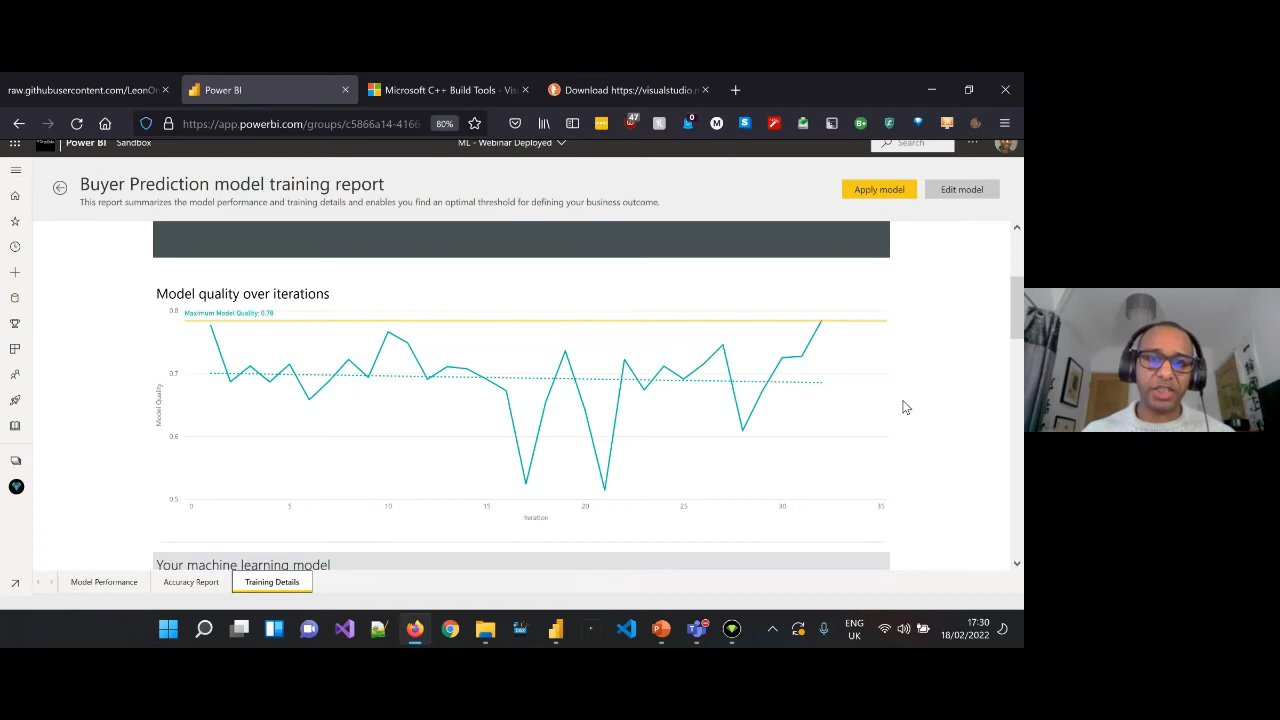 raw.githubusercontent.com/LeonOr
Power BI
Microsoft C++ Build Tools - Vis
Download https://visualstudio.m
https://app.powerbi.com/groups/c5866a14-4166
80%
47
0
Power BI
Sandbox
ML - Webinar Deployed
Search
Buyer Prediction model training report
This report summarizes the model performance and training details and enables you find an optimal threshold for defining your business outcome.
Apply model
Edit model
Model quality over iterations
0.8
Maximum Model Quality; 0.78
0.7
Model Quality
0.6
0.5
0
5
10
15
20
25
30
35
Iteration
Your machine learning model
Model Performance
Accuracy Report
Training Details
ENG
UK
17:30
18/02/2022